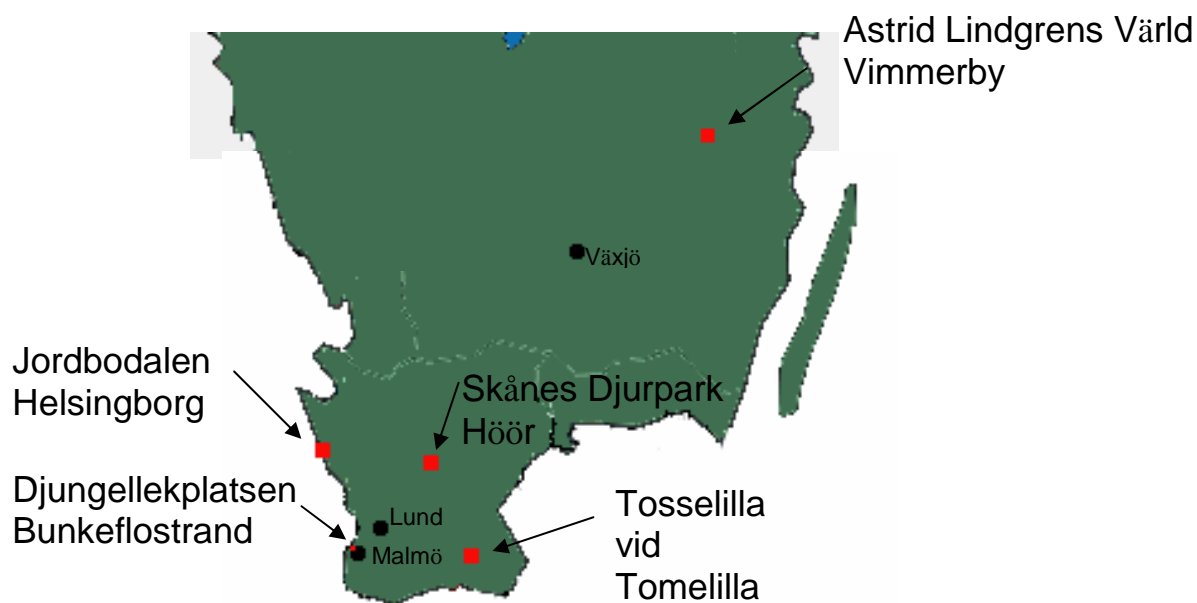 Astrid Lindgrens Värld
Vimmerby
Växjö
Jordbodalen
Helsingborg
Skånes Djurpark
Höör
Djungellekplatsen
Bunkeflostrand
Lund
Malmö
Tosselilla
vid
Tomelilla